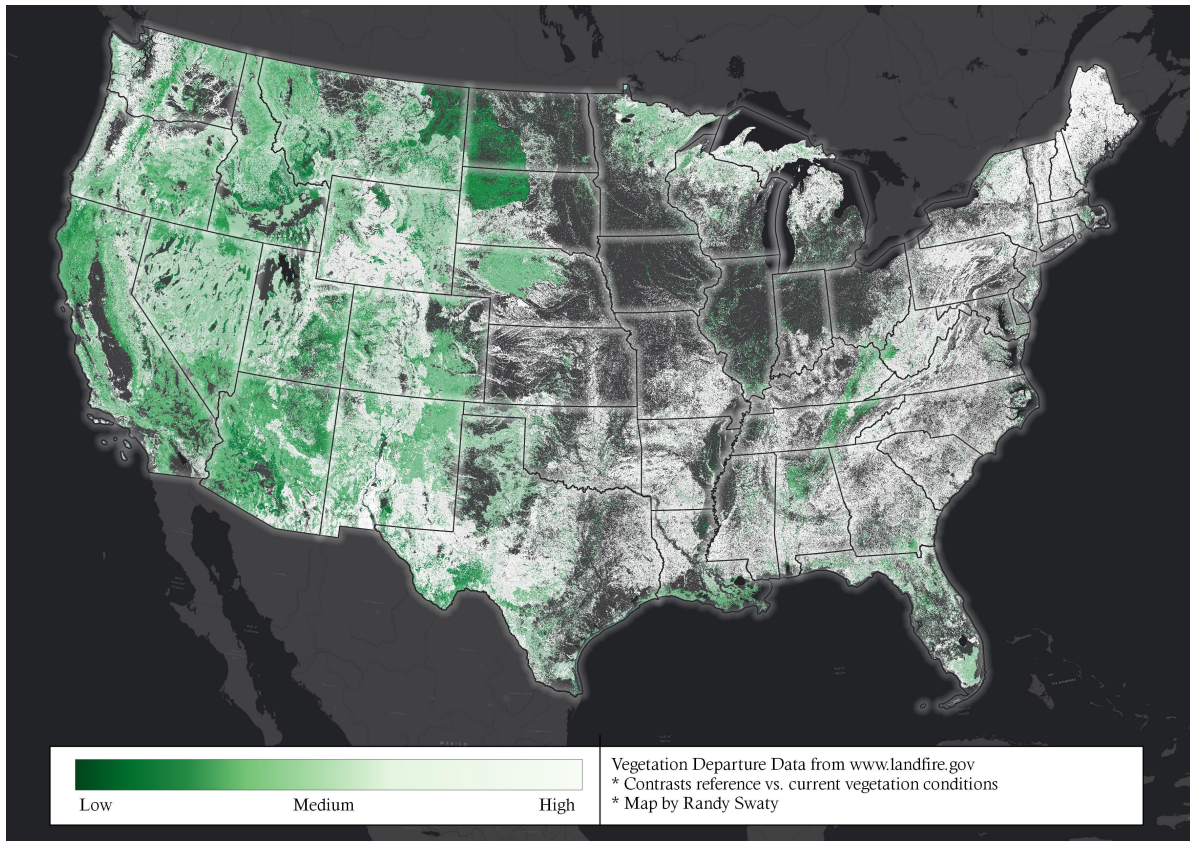 MEXICO
Low
Medium
High
Vegetation Departure Data from www.landfire.gov
* Contrasts reference vs. current vegetation conditions
* Map by Randy Swaty